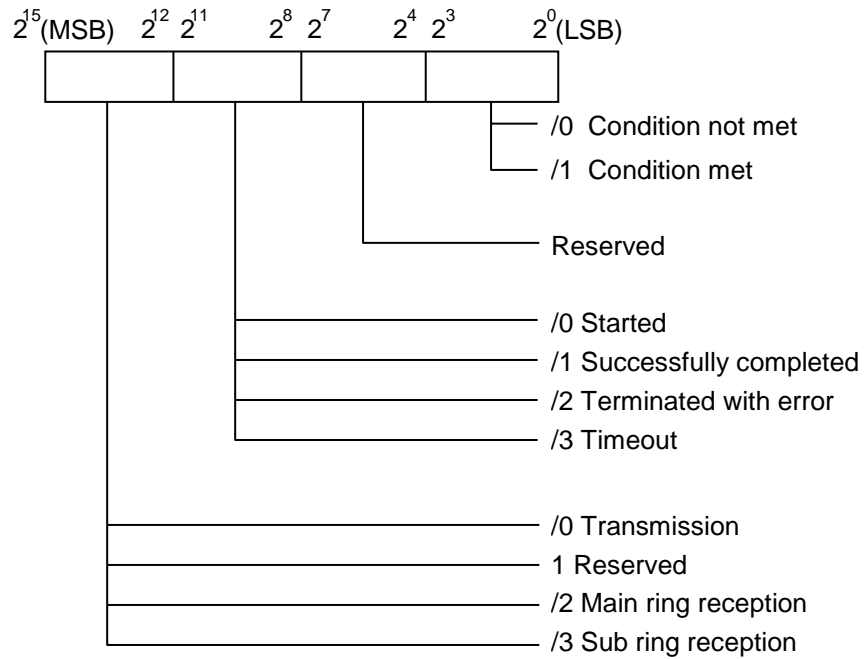 2^15(MSB) 2^12 2^11 2^8 2^7 2^4 2^3 2^0(LSB)
/0 Condition not met
/1 Condition met
Reserved
/0 Started
/1 Successfully completed
/2 Terminated with error
/3 Timeout
/0 Transmission
1 Reserved
/2 Main ring reception
/3 Sub ring reception